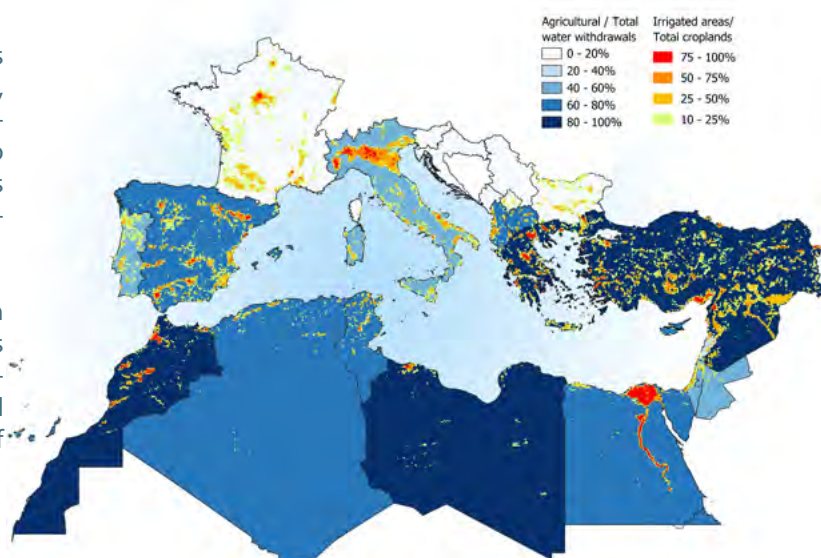 Agricultural / Total
water withdrawals
0 - 20%
20 - 40%
40 - 60%
60 - 80%
80 - 100%
Irrigated areas/
Total croplands
75 - 100%
50 - 75%
25 - 50%
10 - 25%